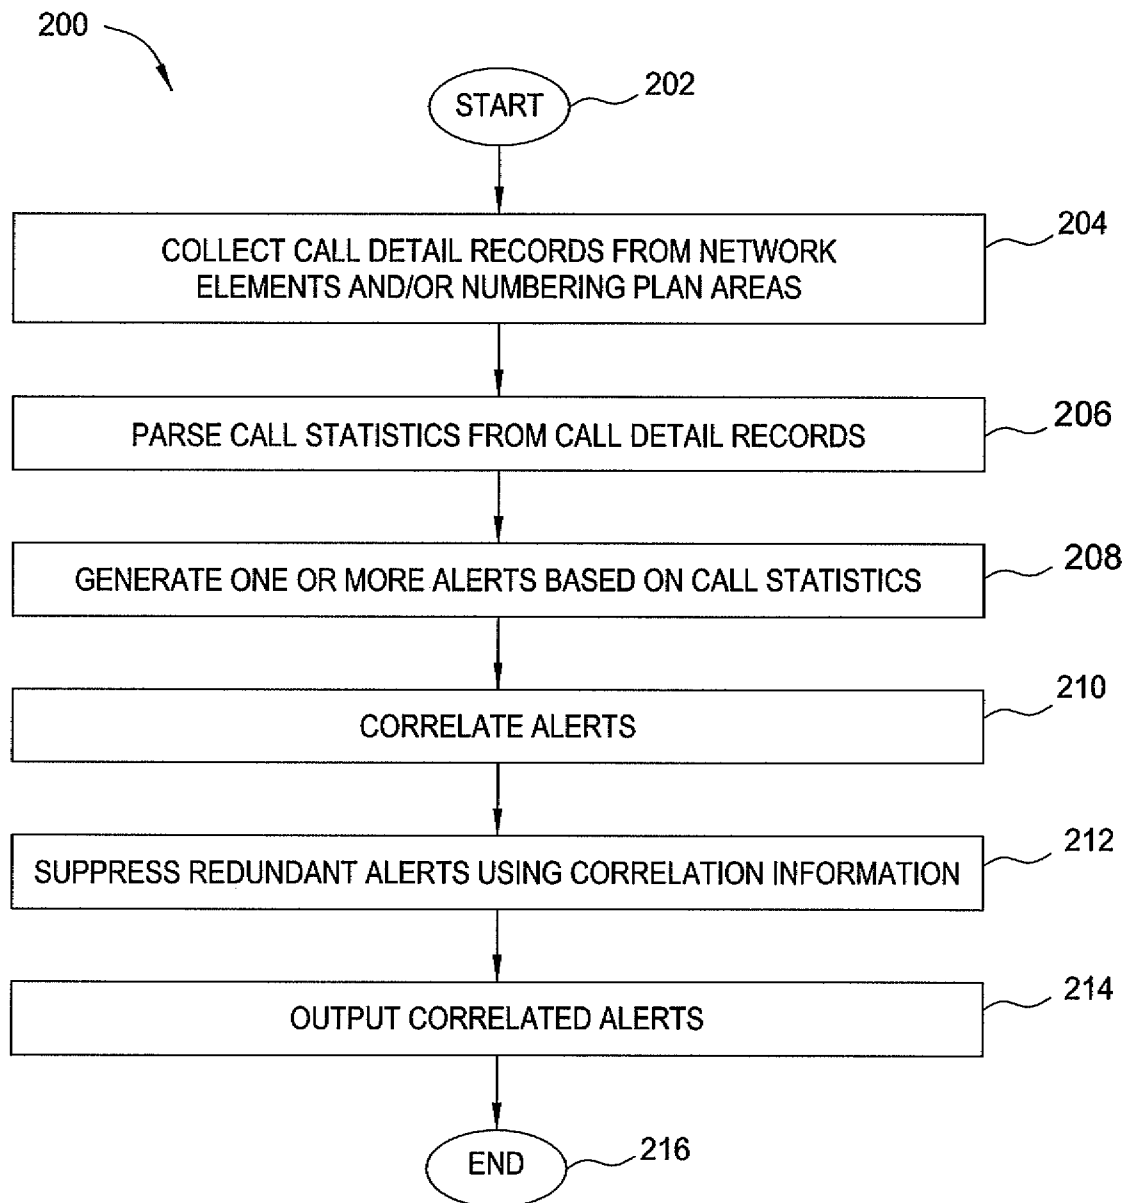 200
START
202
COLLECT CALL DETAIL RECORDS FROM NETWORK
ELEMENTS AND/OR NUMBERING PLAN AREAS
204
PARSE CALL STATISTICS FROM CALL DETAIL RECORDS
206
GENERATE ONE OR MORE ALERTS BASED ON CALL STATISTICS
208
CORRELATE ALERTS
210
SUPPRESS REDUNDANT ALERTS USING CORRELATION INFORMATION
212
OUTPUT CORRELATED ALERTS
214
END
216